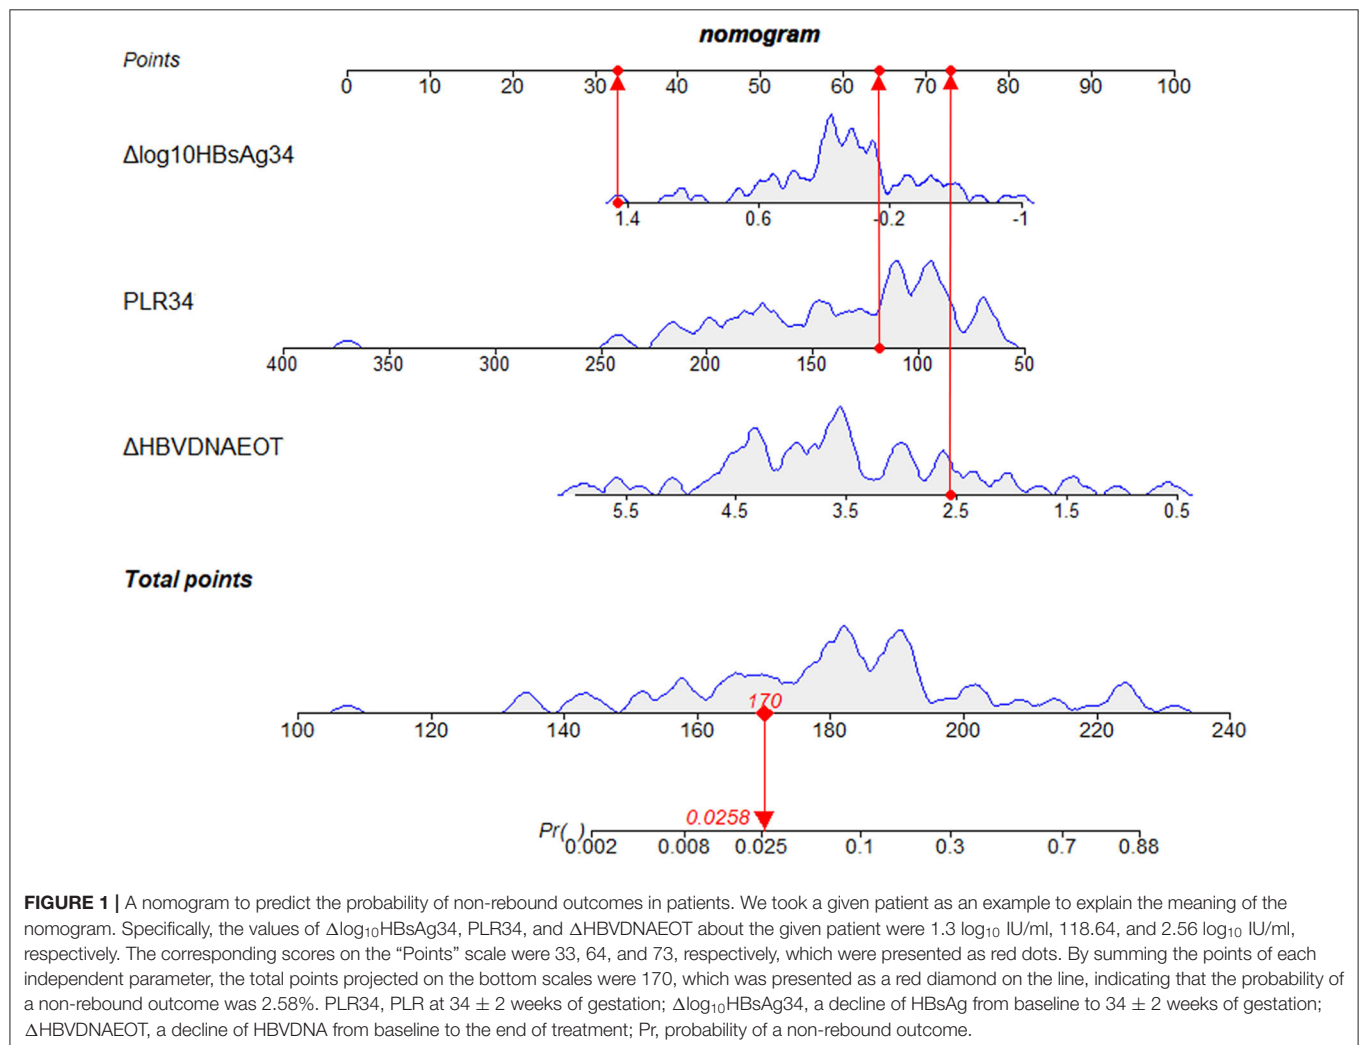 nomogram
Points
0 10 20 30 40 50 60 70 80 90 100
Δlog10HBsAg34
1.4 0.6 -0.2 -1
PLR34
400 350 300 250 200 150 100 50
ΔHBVDNAEOT
5.5 4.5 3.5 2.5 1.5 0.5
Total points
170
100 120 140 160 180 200 220 240
0.0258
Pr( )
0.002 0.008 0.025 0.1 0.3 0.7 0.88
FIGURE 1 | A nomogram to predict the probability of non-rebound outcomes in patients. We took a given patient as an example to explain the meaning of the
nomogram. Specifically, the values of Δlog₁₀HBsAg34, PLR34, and ΔHBVDNAEOT about the given patient were 1.3 log₁₀ IU/ml, 118.64, and 2.56 log₁₀ IU/ml,
respectively. The corresponding scores on the “Points” scale were 33, 64, and 73, respectively, which were presented as red dots. By summing the points of each
independent parameter, the total points projected on the bottom scales were 170, which was presented as a red diamond on the line, indicating that the probability of
a non-rebound outcome was 2.58%. PLR34, PLR at 34 ± 2 weeks of gestation; Δlog₁₀HBsAg34, a decline of HBsAg from baseline to 34 ± 2 weeks of gestation;
ΔHBVDNAEOT, a decline of HBVDNA from baseline to the end of treatment; Pr, probability of a non-rebound outcome.